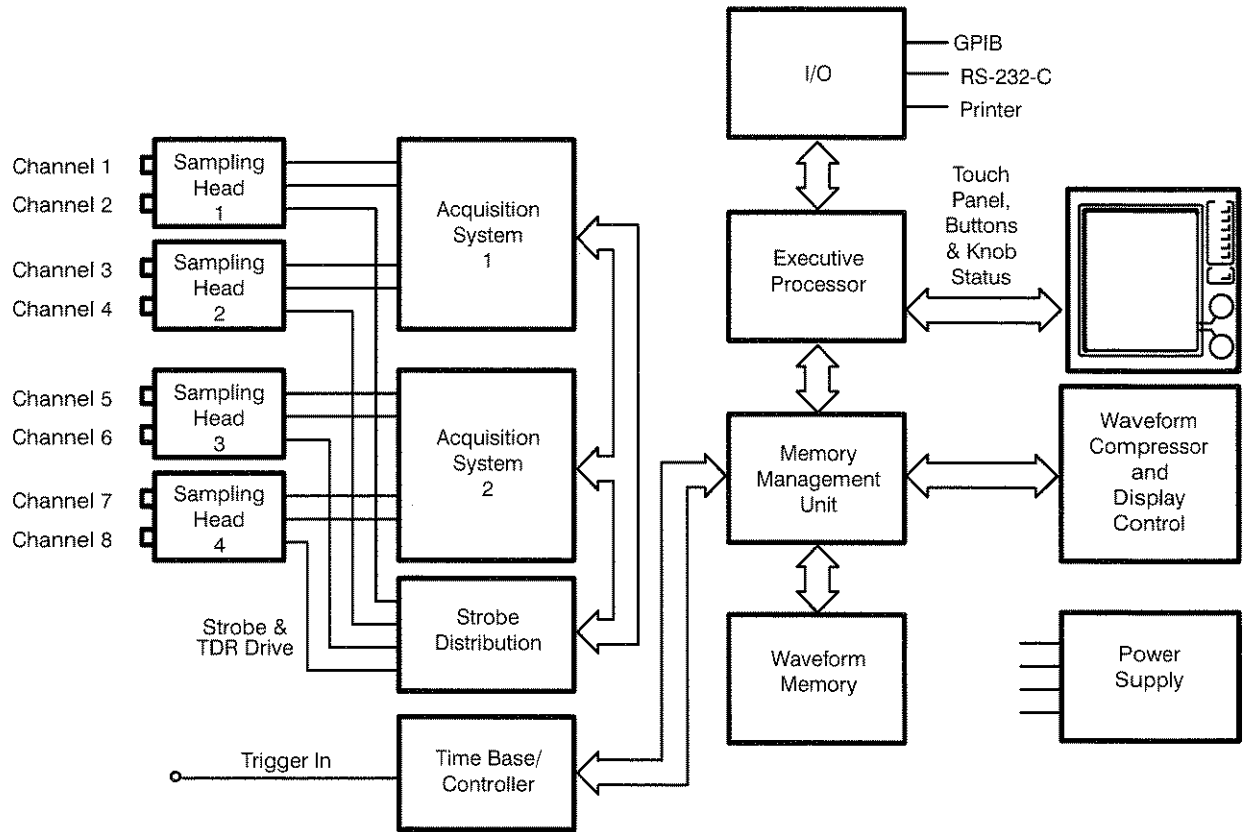 I/O
GPIB
RS-232-C
Printer
Channel 1
Channel 2
Sampling
Head
1
Channel 3
Channel 4
Sampling
Head
2
Acquisition
System
1
Channel 5
Channel 6
Sampling
Head
3
Channel 7
Channel 8
Sampling
Head
4
Acquisition
System
2
Strobe &
TDR Drive
Strobe
Distribution
Trigger In
Time Base/
Controller
Executive
Processor
Touch
Panel,
Buttons
& Knob
Status
Memory
Management
Unit
Waveform
Compressor
and
Display
Control
Waveform
Memory
Power
Supply